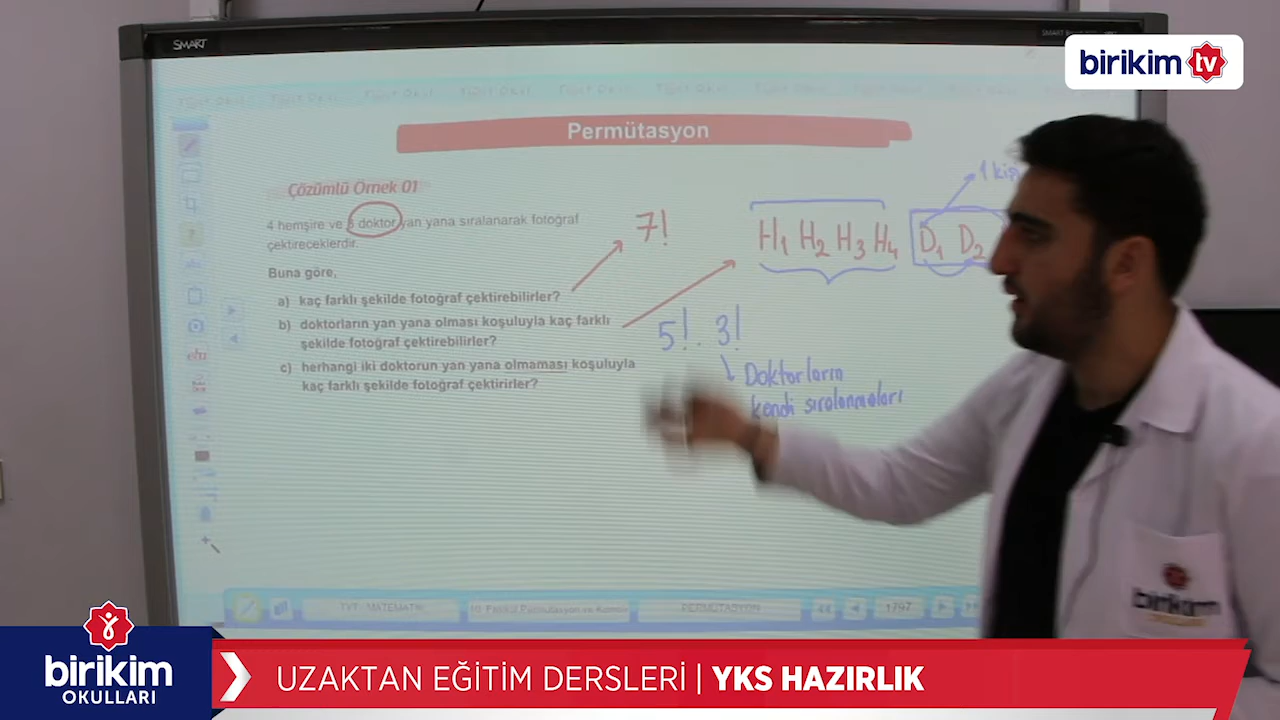 SMART
birikim tv
Permütasyon
Çözümlü Örnek 01
4 hemşire ve 3 doktor yan yana sıralanarak fotoğraf
çektireceklerdir.
Buna göre,
a) kaç farklı şekilde fotoğraf çektirebilirler?
b) doktorların yan yana olması koşuluyla kaç farklı
şekilde fotoğraf çektirebilirler?
c) herhangi iki doktorun yan yana olmaması koşuluyla
kaç farklı şekilde fotoğraf çektirirler?
7!
1 kişi
H1 H2 H3 H4 D1 D2
5! . 3!
Doktorların
kendi sıralanmaları
TYT MATEMATİK
PERMÜTASYON
1797
birikim
birikim
OKULLARI
UZAKTAN EĞİTİM DERSLERİ | YKS HAZIRLIK